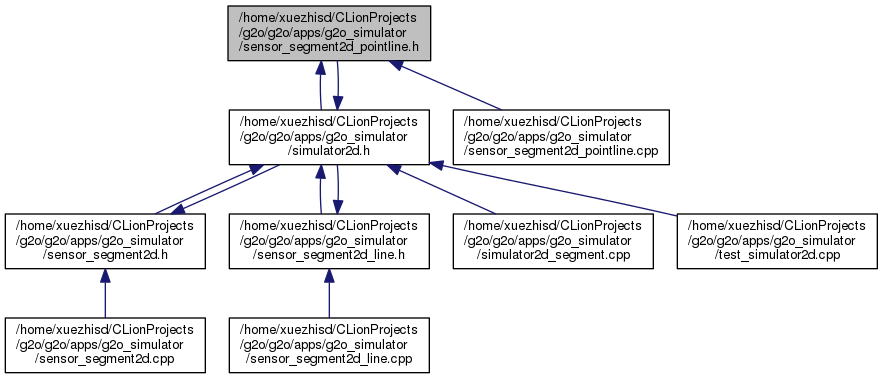 /home/xuezhisd/CLionProjects
/g2o/g2o/apps/g2o_simulator
/sensor_segment2d_pointline.h
/home/xuezhisd/CLionProjects
/g2o/g2o/apps/g2o_simulator
/simulator2d.h
/home/xuezhisd/CLionProjects
/g2o/g2o/apps/g2o_simulator
/sensor_segment2d_pointline.cpp
/home/xuezhisd/CLionProjects
/g2o/g2o/apps/g2o_simulator
/sensor_segment2d.h
/home/xuezhisd/CLionProjects
/g2o/g2o/apps/g2o_simulator
/sensor_segment2d_line.h
/home/xuezhisd/CLionProjects
/g2o/g2o/apps/g2o_simulator
/simulator2d_segment.cpp
/home/xuezhisd/CLionProjects
/g2o/g2o/apps/g2o_simulator
/test_simulator2d.cpp
/home/xuezhisd/CLionProjects
/g2o/g2o/apps/g2o_simulator
/sensor_segment2d.cpp
/home/xuezhisd/CLionProjects
/g2o/g2o/apps/g2o_simulator
/sensor_segment2d_line.cpp